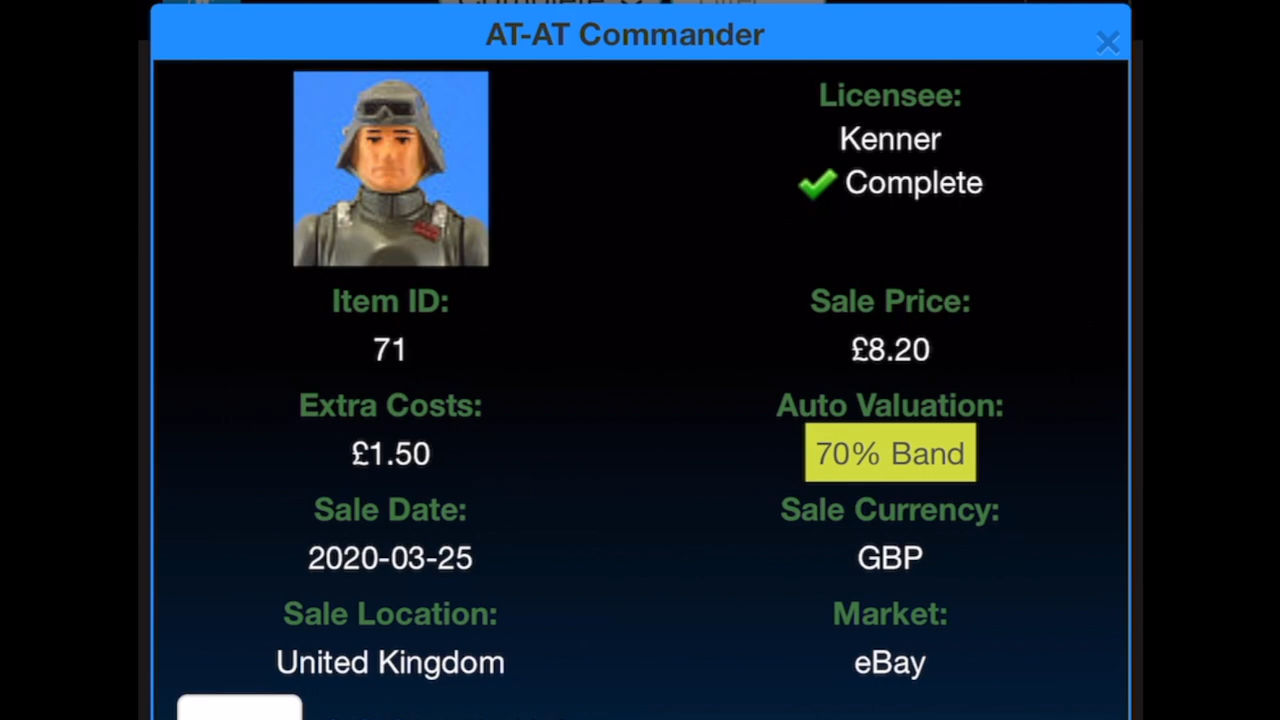 AT-AT Commander
Licensee:
Kenner
Complete
Item ID:
71
Sale Price:
£8.20
Extra Costs:
£1.50
Auto Valuation:
70% Band
Sale Date:
2020-03-25
Sale Currency:
GBP
Sale Location:
United Kingdom
Market:
eBay